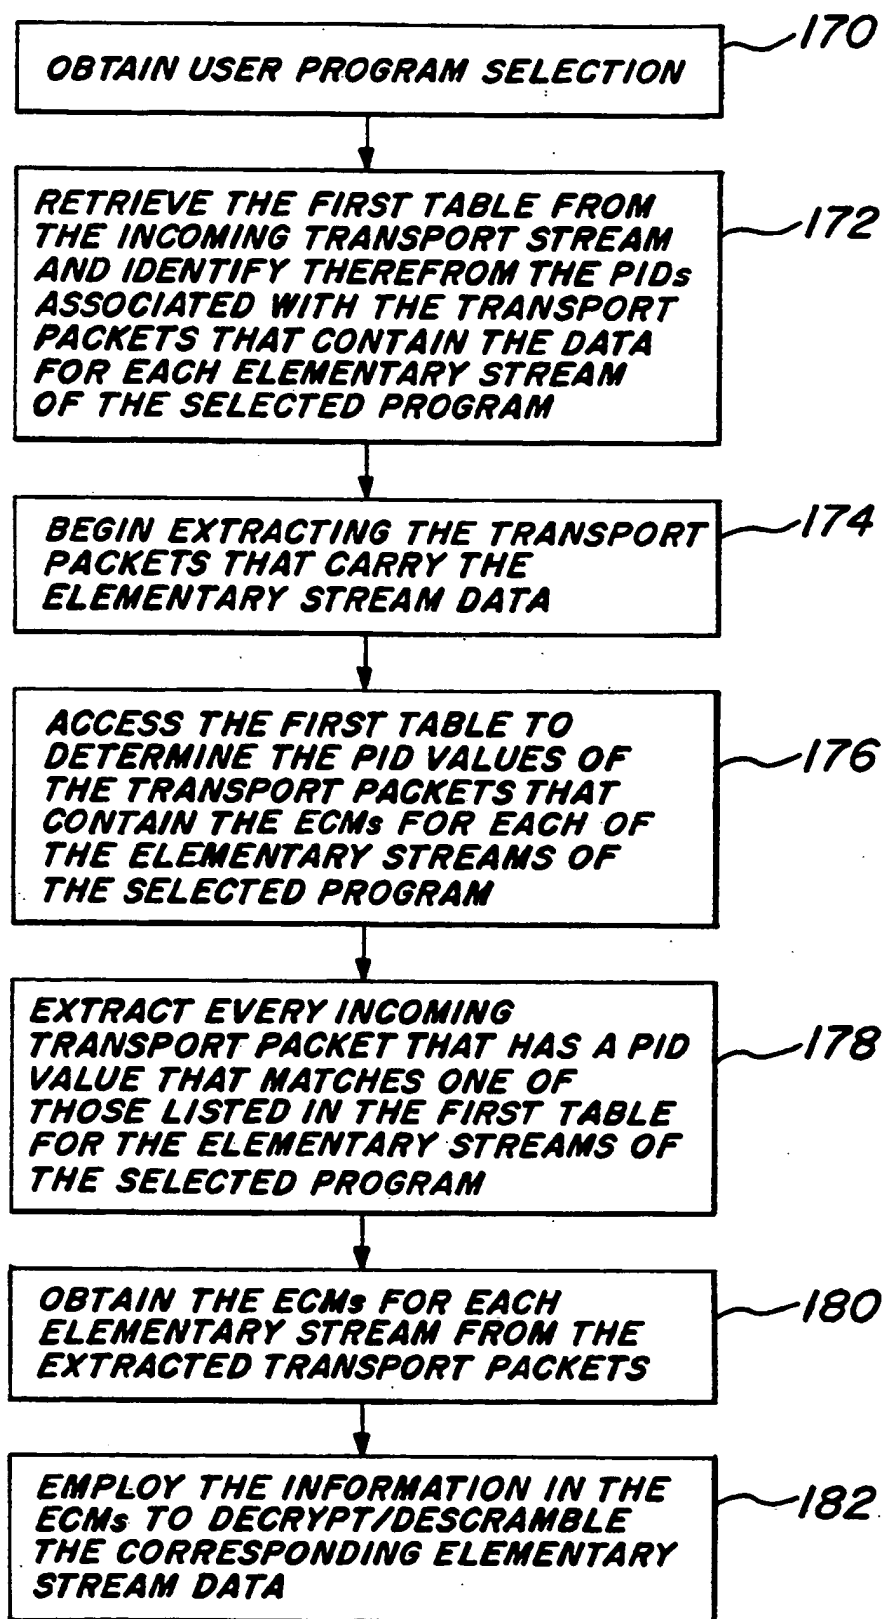 170
OBTAIN USER PROGRAM SELECTION
172
RETRIEVE THE FIRST TABLE FROM
THE INCOMING TRANSPORT STREAM
AND IDENTIFY THEREFROM THE PIDs
ASSOCIATED WITH THE TRANSPORT
PACKETS THAT CONTAIN THE DATA
FOR EACH ELEMENTARY STREAM
OF THE SELECTED PROGRAM
174
BEGIN EXTRACTING THE TRANSPORT
PACKETS THAT CARRY THE
ELEMENTARY STREAM DATA
176
ACCESS THE FIRST TABLE TO
DETERMINE THE PID VALUES OF
THE TRANSPORT PACKETS THAT
CONTAIN THE ECMs FOR EACH OF
THE ELEMENTARY STREAMS OF
THE SELECTED PROGRAM
178
EXTRACT EVERY INCOMING
TRANSPORT PACKET THAT HAS A PID
VALUE THAT MATCHES ONE OF
THOSE LISTED IN THE FIRST TABLE
FOR THE ELEMENTARY STREAMS OF
THE SELECTED PROGRAM
180
OBTAIN THE ECMs FOR EACH
ELEMENTARY STREAM FROM THE
EXTRACTED TRANSPORT PACKETS
182
EMPLOY THE INFORMATION IN THE
ECMs TO DECRYPT/DESCRAMBLE
THE CORRESPONDING ELEMENTARY
STREAM DATA